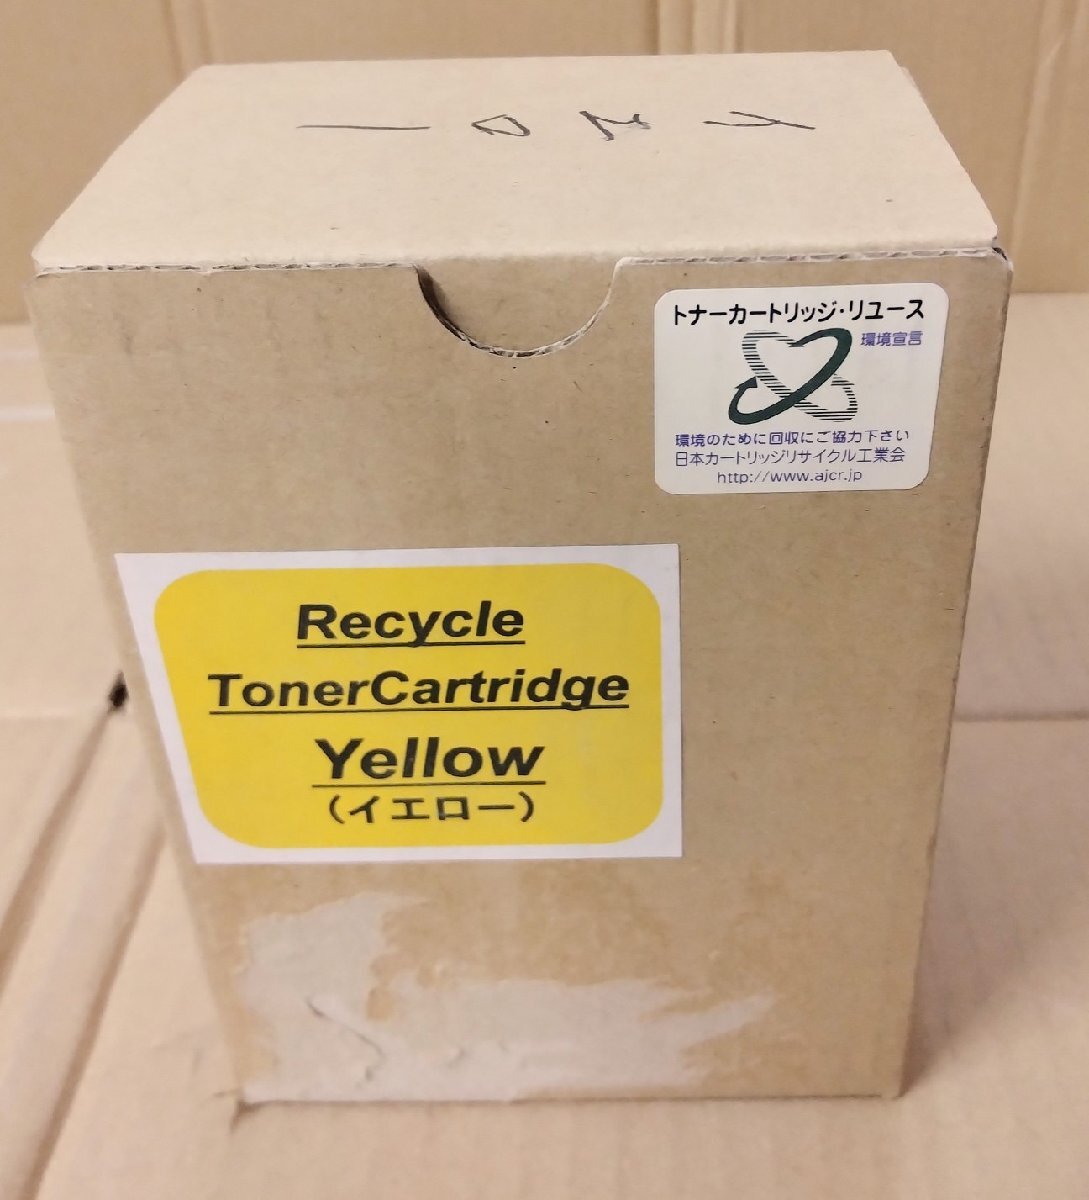 トナーカートリッジ・リユース
環境宣言
環境のために回収にご協力下さい
日本カートリッジリサイクル工業会
http://www.ajcr.jp
Recycle
TonerCartridge
Yellow
（イエロー）